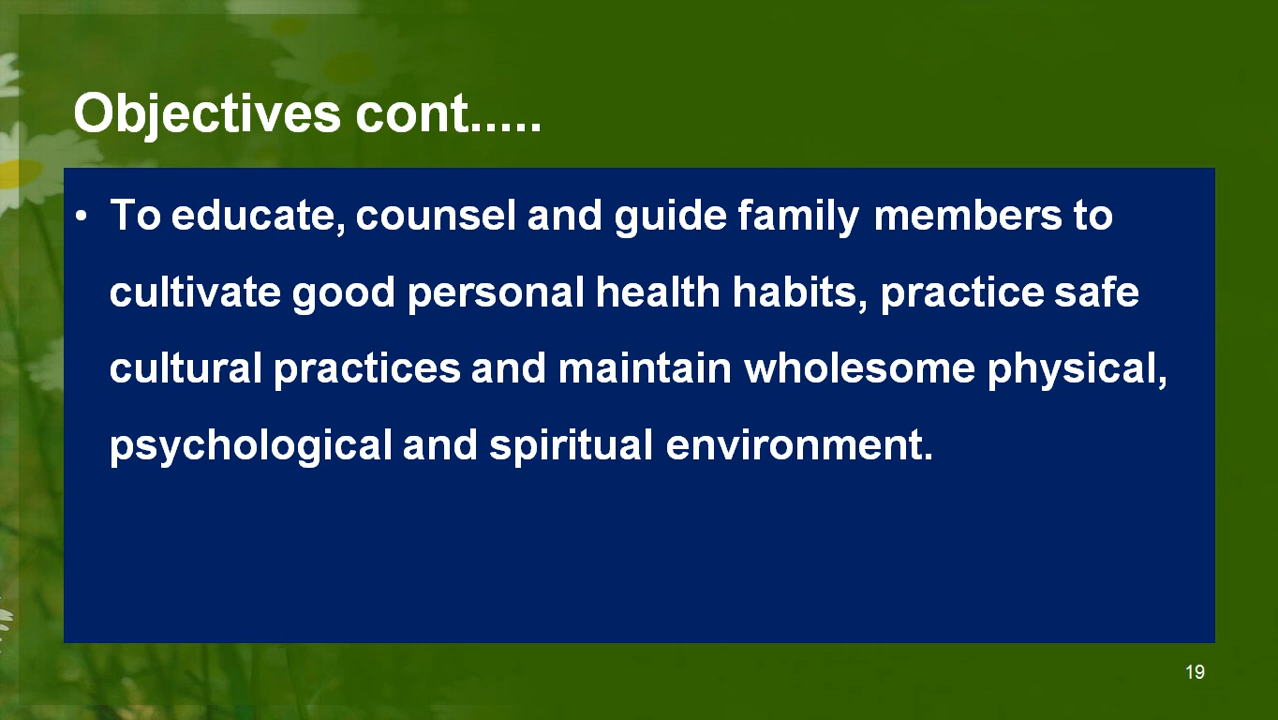 Objectives cont.....
• To educate, counsel and guide family members to
cultivate good personal health habits, practice safe
cultural practices and maintain wholesome physical,
psychological and spiritual environment.
19